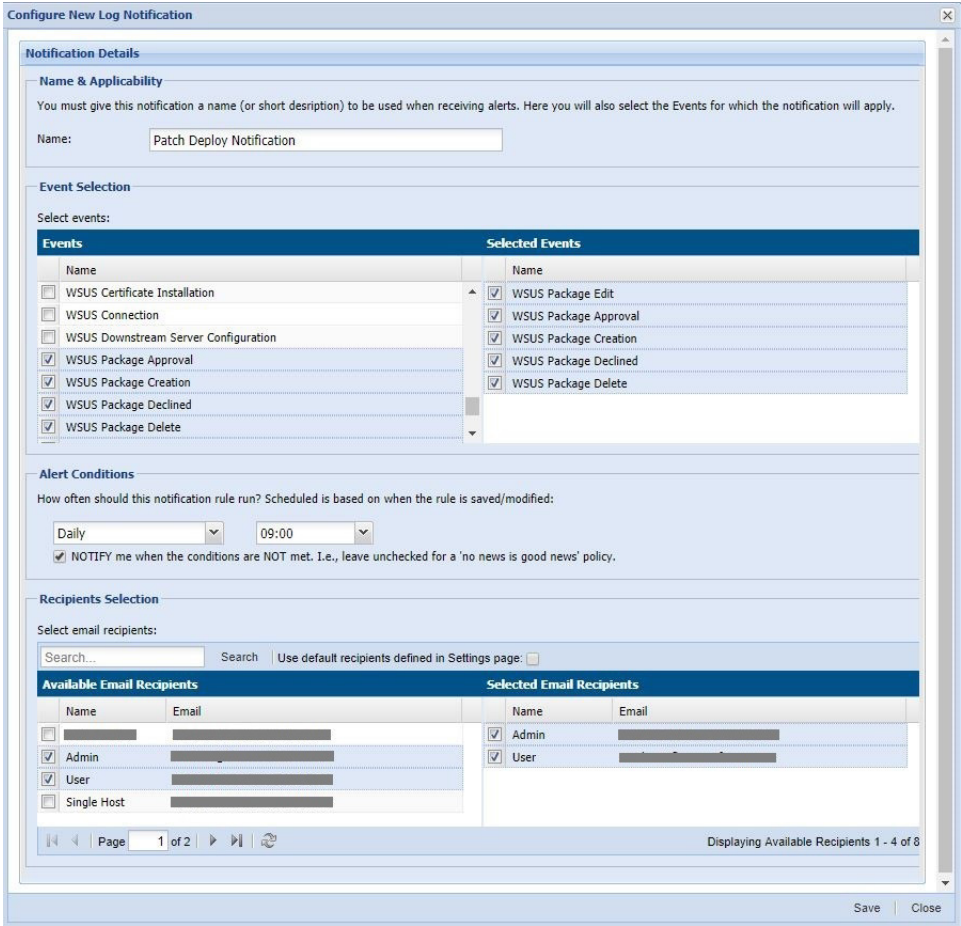 Configure New Log Notification
Notification Details
Name & Applicability
You must give this notification a name (or short desription) to be used when receiving alerts. Here you will also select the Events for which the notification will apply.
Name: Patch Deploy Notification
Event Selection
Select events:
Events Selected Events
Name Name
WSUS Certificate Installation WSUS Package Edit
WSUS Connection WSUS Package Approval
WSUS Downstream Server Configuration WSUS Package Creation
WSUS Package Approval WSUS Package Declined
WSUS Package Creation WSUS Package Delete
WSUS Package Declined
WSUS Package Delete
Alert Conditions
How often should this notification rule run? Scheduled is based on when the rule is saved/modified:
Daily 09:00
NOTIFY me when the conditions are NOT met. I.e., leave unchecked for a 'no news is good news' policy.
Recipients Selection
Select email recipients:
Search... Search Use default recipients defined in Settings page:
Available Email Recipients Selected Email Recipients
Name Email Name Email
Admin
Admin User
User
Single Host
Page 1 of 2 Displaying Available Recipients 1 - 4 of 8
Save Close